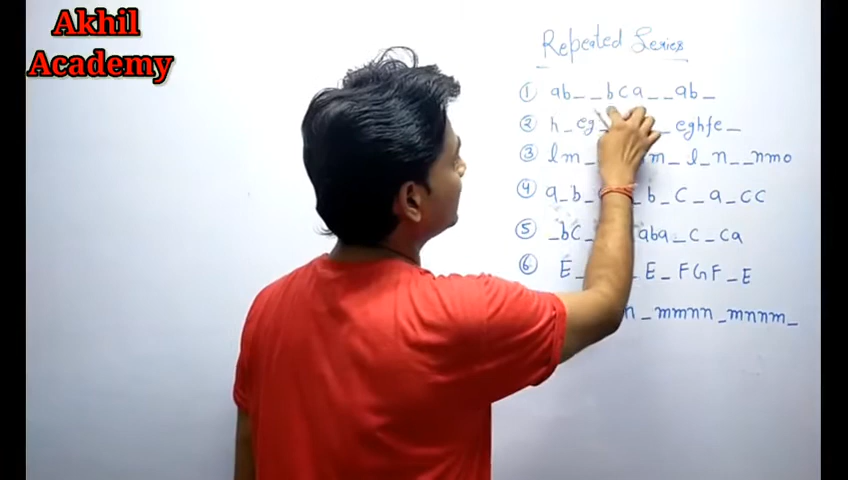 Akhil
Academy
Repeated Series
① ab _ _ b c a _ _ ab _
② h _ eg _ eghfe _
③ lm _ m _ l _ n _ _ nmo
④ a _ b _ _ b _ C _ a _ CC
⑤ _ bC _ aba _ C _ Ca
⑥ E _ _ E _ FGF _ E
n _ mmnn _ mnnm _